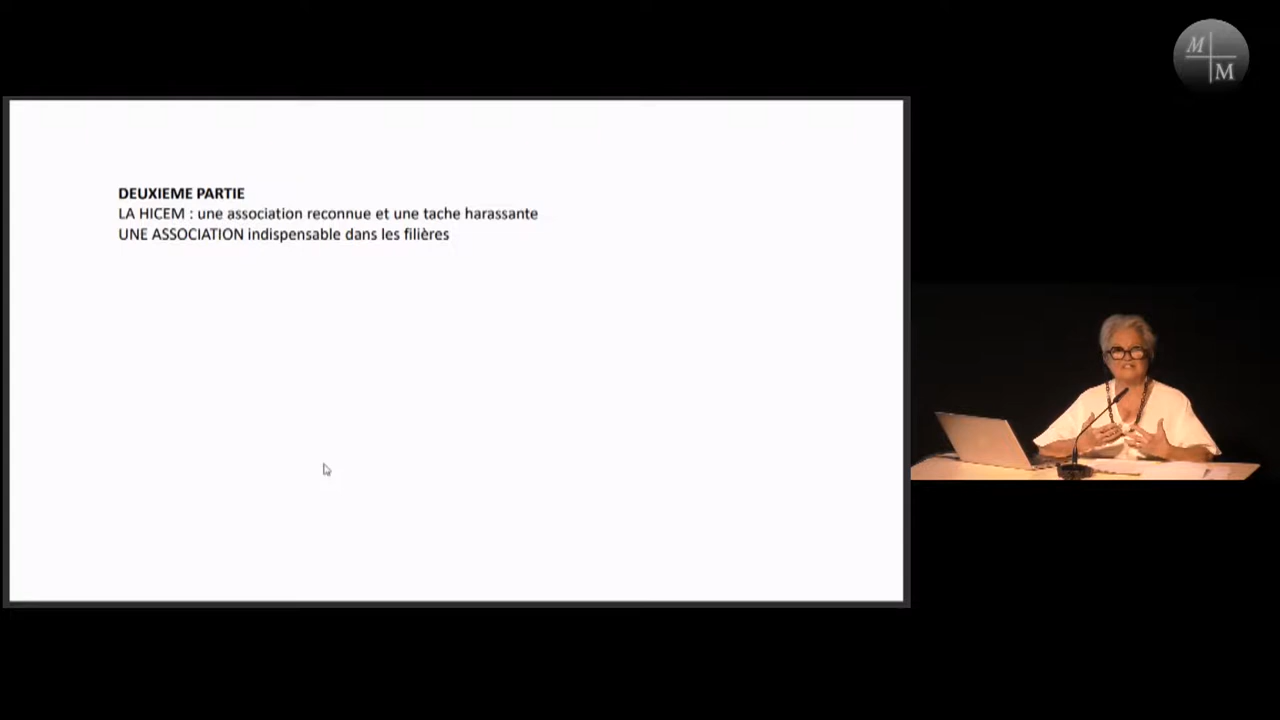 DEUXIEME PARTIE
LA HICEM : une association reconnue et une tache harassante
UNE ASSOCIATION indispensable dans les filières
M
M